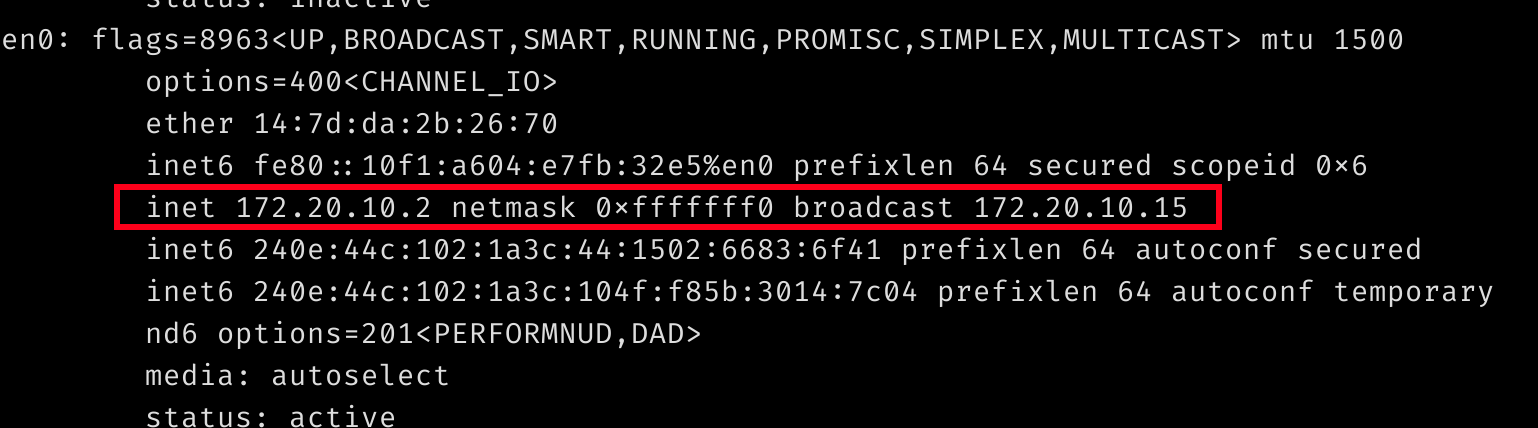 status: inactive
en0: flags=8963<UP,BROADCAST,SMART,RUNNING,PROMISC,SIMPLEX,MULTICAST> mtu 1500
options=400<CHANNEL_IO>
ether 14:7d:da:2b:26:70
inet6 fe80::10f1:a604:e7fb:32e5%en0 prefixlen 64 secured scopeid 0×6
inet 172.20.10.2 netmask 0×fffffff0 broadcast 172.20.10.15
inet6 240e:44c:102:1a3c:44:1502:6683:6f41 prefixlen 64 autoconf secured
inet6 240e:44c:102:1a3c:104f:f85b:3014:7c04 prefixlen 64 autoconf temporary
nd6 options=201<PERFORMNUD,DAD>
media: autoselect
status: active